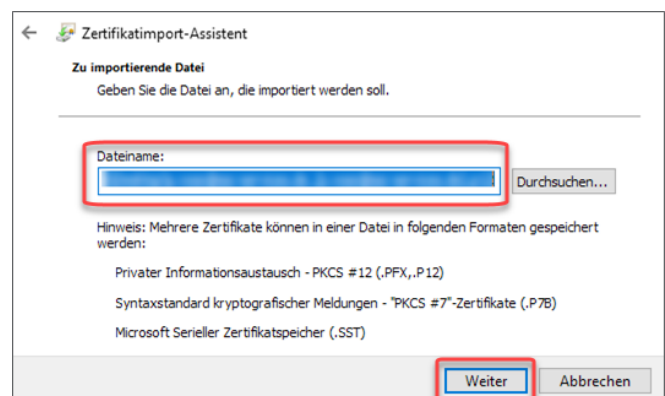 Zertifikatimport-Assistent
Zu importierende Datei
Geben Sie die Datei an, die importiert werden soll.
Dateiname:
Durchsuchen...
Hinweis: Mehrere Zertifikate können in einer Datei in folgenden Formaten gespeichert
werden:
Privater Informationsaustausch - PKCS #12 (.PFX,.P12)
Syntaxstandard kryptografischer Meldungen - "PKCS #7"-Zertifikate (.P7B)
Microsoft Serieller Zertifikatspeicher (.SST)
Weiter
Abbrechen